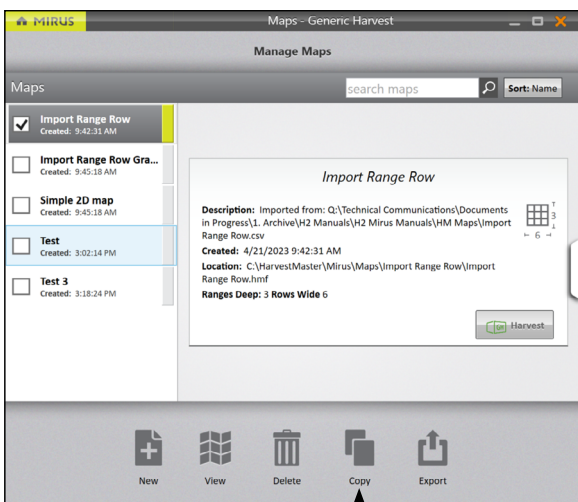 MIRUS
Maps - Generic Harvest
Manage Maps
Maps
search maps
Sort: Name
Import Range Row
Created: 9:42:31 AM
Import Range Row Gra...
Created: 9:45:18 AM
Simple 2D map
Created: 9:45:18 AM
Test
Created: 3:02:14 PM
Test 3
Created: 3:18:24 PM
Import Range Row
Description: Imported from: Q:\Technical Communications\Documents
in Progress\1. Archive\H2 Manuals\H2 Mirus Manuals\HM Maps\Import
Range Row.csv
3
6
Created: 4/21/2023 9:42:31 AM
Location: C:\HarvestMaster\Mirus\Maps\Import Range Row\Import
Range Row.hmf
Ranges Deep: 3 Rows Wide 6
Harvest
New
View
Delete
Copy
Export